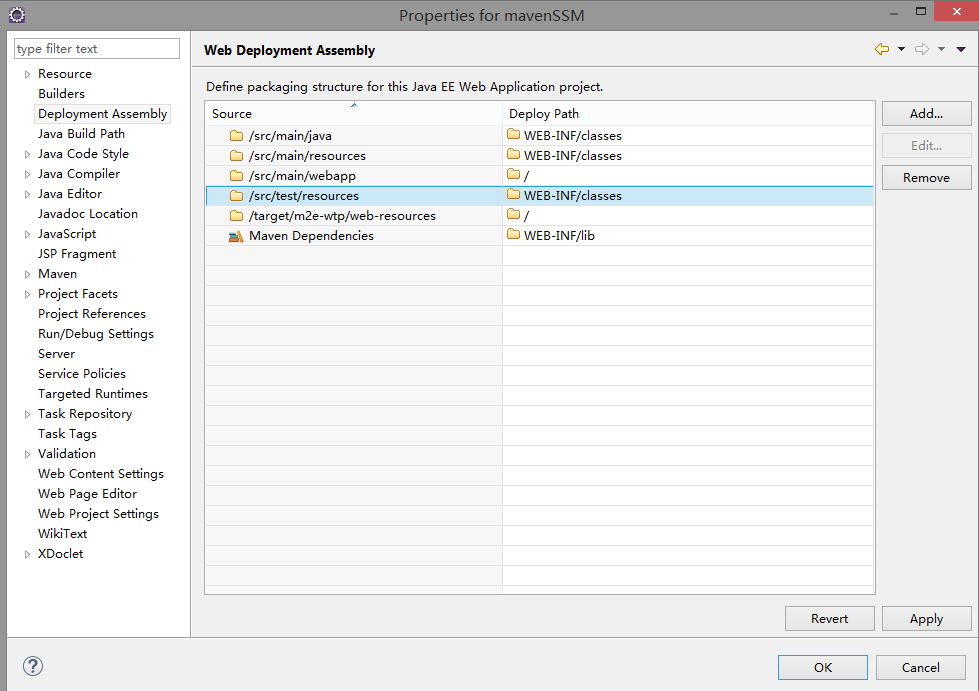 Properties for mavenSSM
type filter text
Resource
Builders
Deployment Assembly
Java Build Path
Java Code Style
Java Compiler
Java Editor
Javadoc Location
JavaScript
JSP Fragment
Maven
Project Facets
Project References
Run/Debug Settings
Server
Service Policies
Targeted Runtimes
Task Repository
Task Tags
Validation
Web Content Settings
Web Page Editor
Web Project Settings
WikiText
XDoclet
Web Deployment Assembly
Define packaging structure for this Java EE Web Application project.
Source Deploy Path
/src/main/java WEB-INF/classes
/src/main/resources WEB-INF/classes
/src/main/webapp /
/src/test/resources WEB-INF/classes
/target/m2e-wtp/web-resources /
Maven Dependencies WEB-INF/lib
Add...
Edit...
Remove
Revert Apply
? OK Cancel